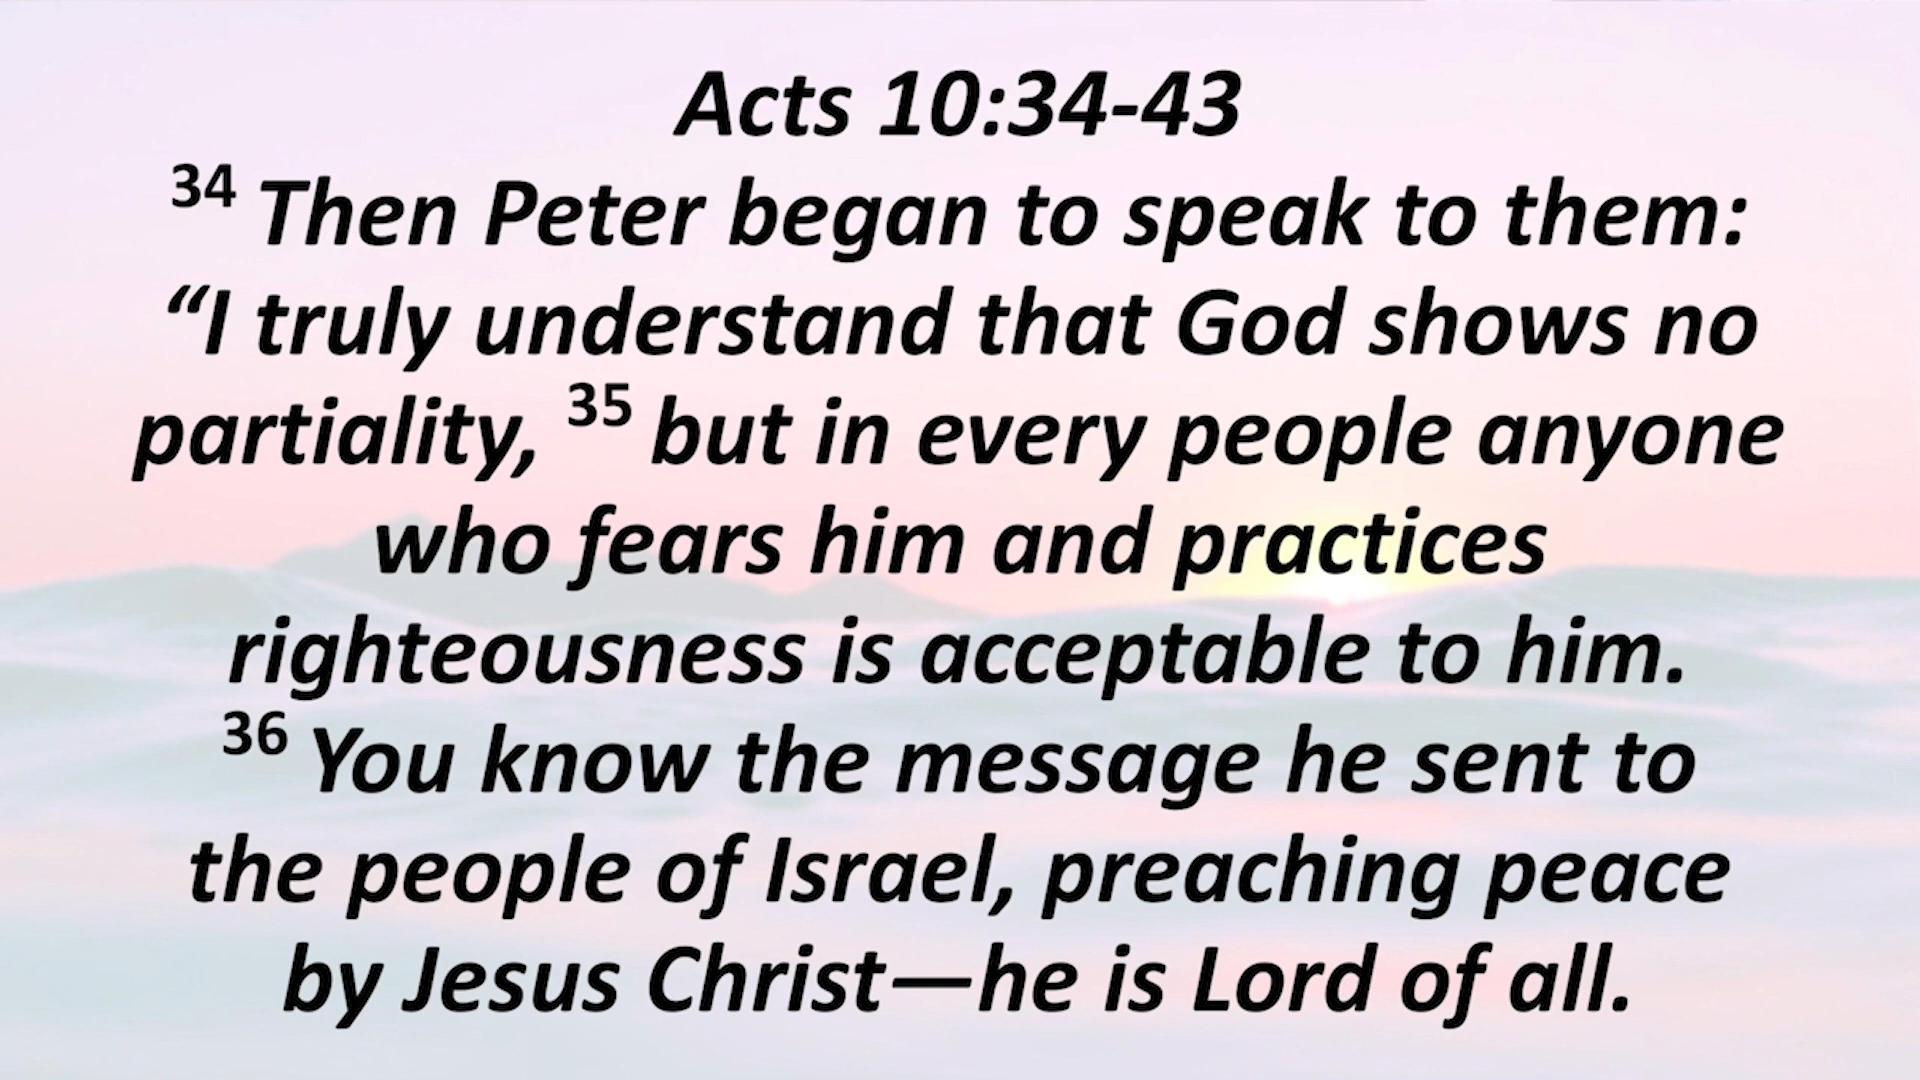 Acts 10:34-43
34 Then Peter began to speak to them:
“I truly understand that God shows no
partiality, 35 but in every people anyone
who fears him and practices
righteousness is acceptable to him.
36 You know the message he sent to
the people of Israel, preaching peace
by Jesus Christ—he is Lord of all.